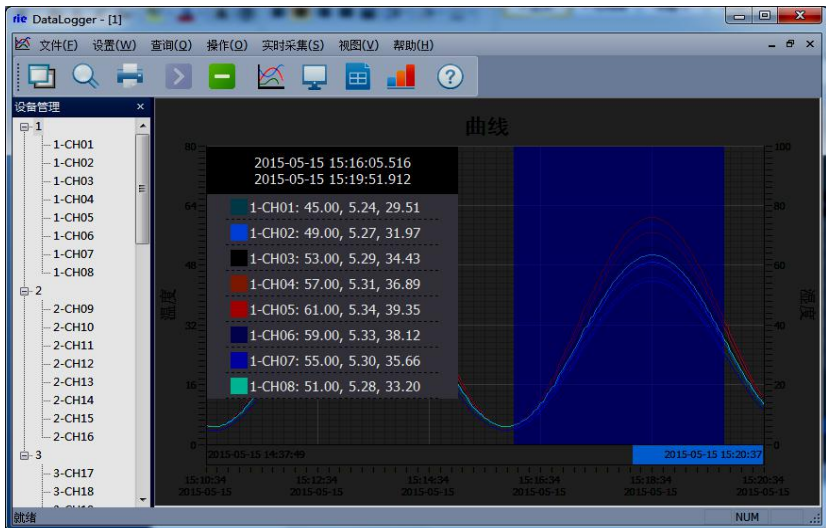 rie DataLogger - [1]
文件(F) 设置(W) 查询(Q) 操作(O) 实时采集(S) 视图(V) 帮助(H)
设备管理
1
1-CH01
1-CH02
1-CH03
1-CH04
1-CH05
1-CH06
1-CH07
1-CH08
2
2-CH09
2-CH10
2-CH11
2-CH12
2-CH13
2-CH14
2-CH15
2-CH16
3
3-CH17
3-CH18
曲线
2015-05-15 15:16:05.516
2015-05-15 15:19:51.912
1-CH01: 45.00, 5.24, 29.51
1-CH02: 49.00, 5.27, 31.97
1-CH03: 53.00, 5.29, 34.43
1-CH04: 57.00, 5.31, 36.89
1-CH05: 61.00, 5.34, 39.35
1-CH06: 59.00, 5.33, 38.12
1-CH07: 55.00, 5.30, 35.66
1-CH08: 51.00, 5.28, 33.20
温度
80
64
48
32
16
0
湿度
100
80
60
40
20
0
2015-05-15 14:37:49
2015-05-15 15:20:37
15:10:34 15:12:34 15:14:34 15:16:34 15:18:34 15:20:34
2015-05-15 2015-05-15 2015-05-15 2015-05-15 2015-05-15 2015-05-15
就绪
NUM